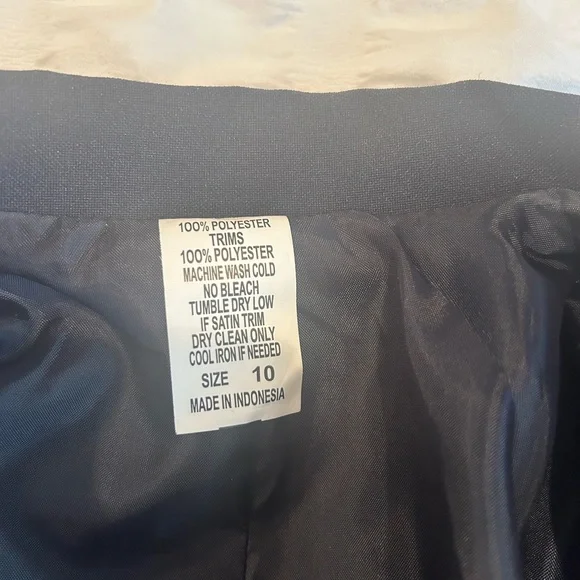 100% POLYESTER
TRIMS
100% POLYESTER
MACHINE WASH COLD
NO BLEACH
TUMBLE DRY LOW
IF SATIN TRIM
DRY CLEAN ONLY
COOL IRON IF NEEDED
SIZE 10
MADE IN INDONESIA